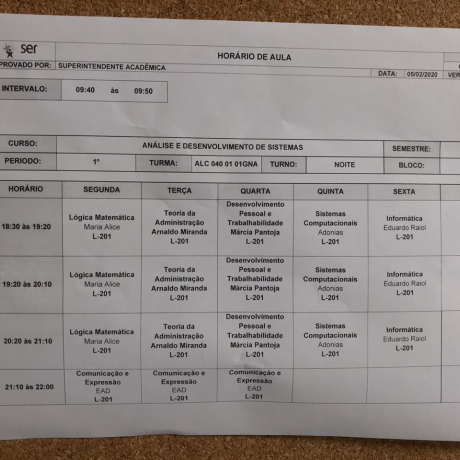 ser
HORÁRIO DE AULA
PROVADO POR: SUPERINTENDENTE ACADÊMICA
DATA: 05/02/2020 VER
INTERVALO: 09:40 ás 09:50
CURSO: ANÁLISE E DESENVOLVIMENTO DE SISTEMAS SEMESTRE:
PERIODO: 1º TURMA: ALC 040 01 01GNA TURNO: NOITE BLOCO:
HORÁRIO SEGUNDA TERÇA QUARTA QUINTA SEXTA
18:30 às 19:20
Lógica Matemática
Maria Alice
L-201
Teoria da
Administração
Arnaldo Miranda
L-201
Desenvolvimento
Pessoal e
Trabalhabilidade
Márcia Pantoja
L-201
Sistemas
Computacionais
Adonias
L-201
Informática
Eduardo Raiol
L-201
19:20 às 20:10
Lógica Matemática
Maria Alice
L-201
Teoria da
Administração
Arnaldo Miranda
L-201
Desenvolvimento
Pessoal e
Trabalhabilidade
Márcia Pantoja
L-201
Sistemas
Computacionais
Adonias
L-201
Informática
Eduardo Raiol
L-201
20:20 às 21:10
Lógica Matemática
Maria Alice
L-201
Teoria da
Administração
Arnaldo Miranda
L-201
Desenvolvimento
Pessoal e
Trabalhabilidade
Márcia Pantoja
L-201
Sistemas
Computacionais
Adonias
L-201
Informática
Eduardo Raiol
L-201
21:10 às 22:00
Comunicação e
Expressão
EAD
L-201
Comunicação e
Expressão
EAD
L-201
Comunicação e
Expressão
EAD
L-201